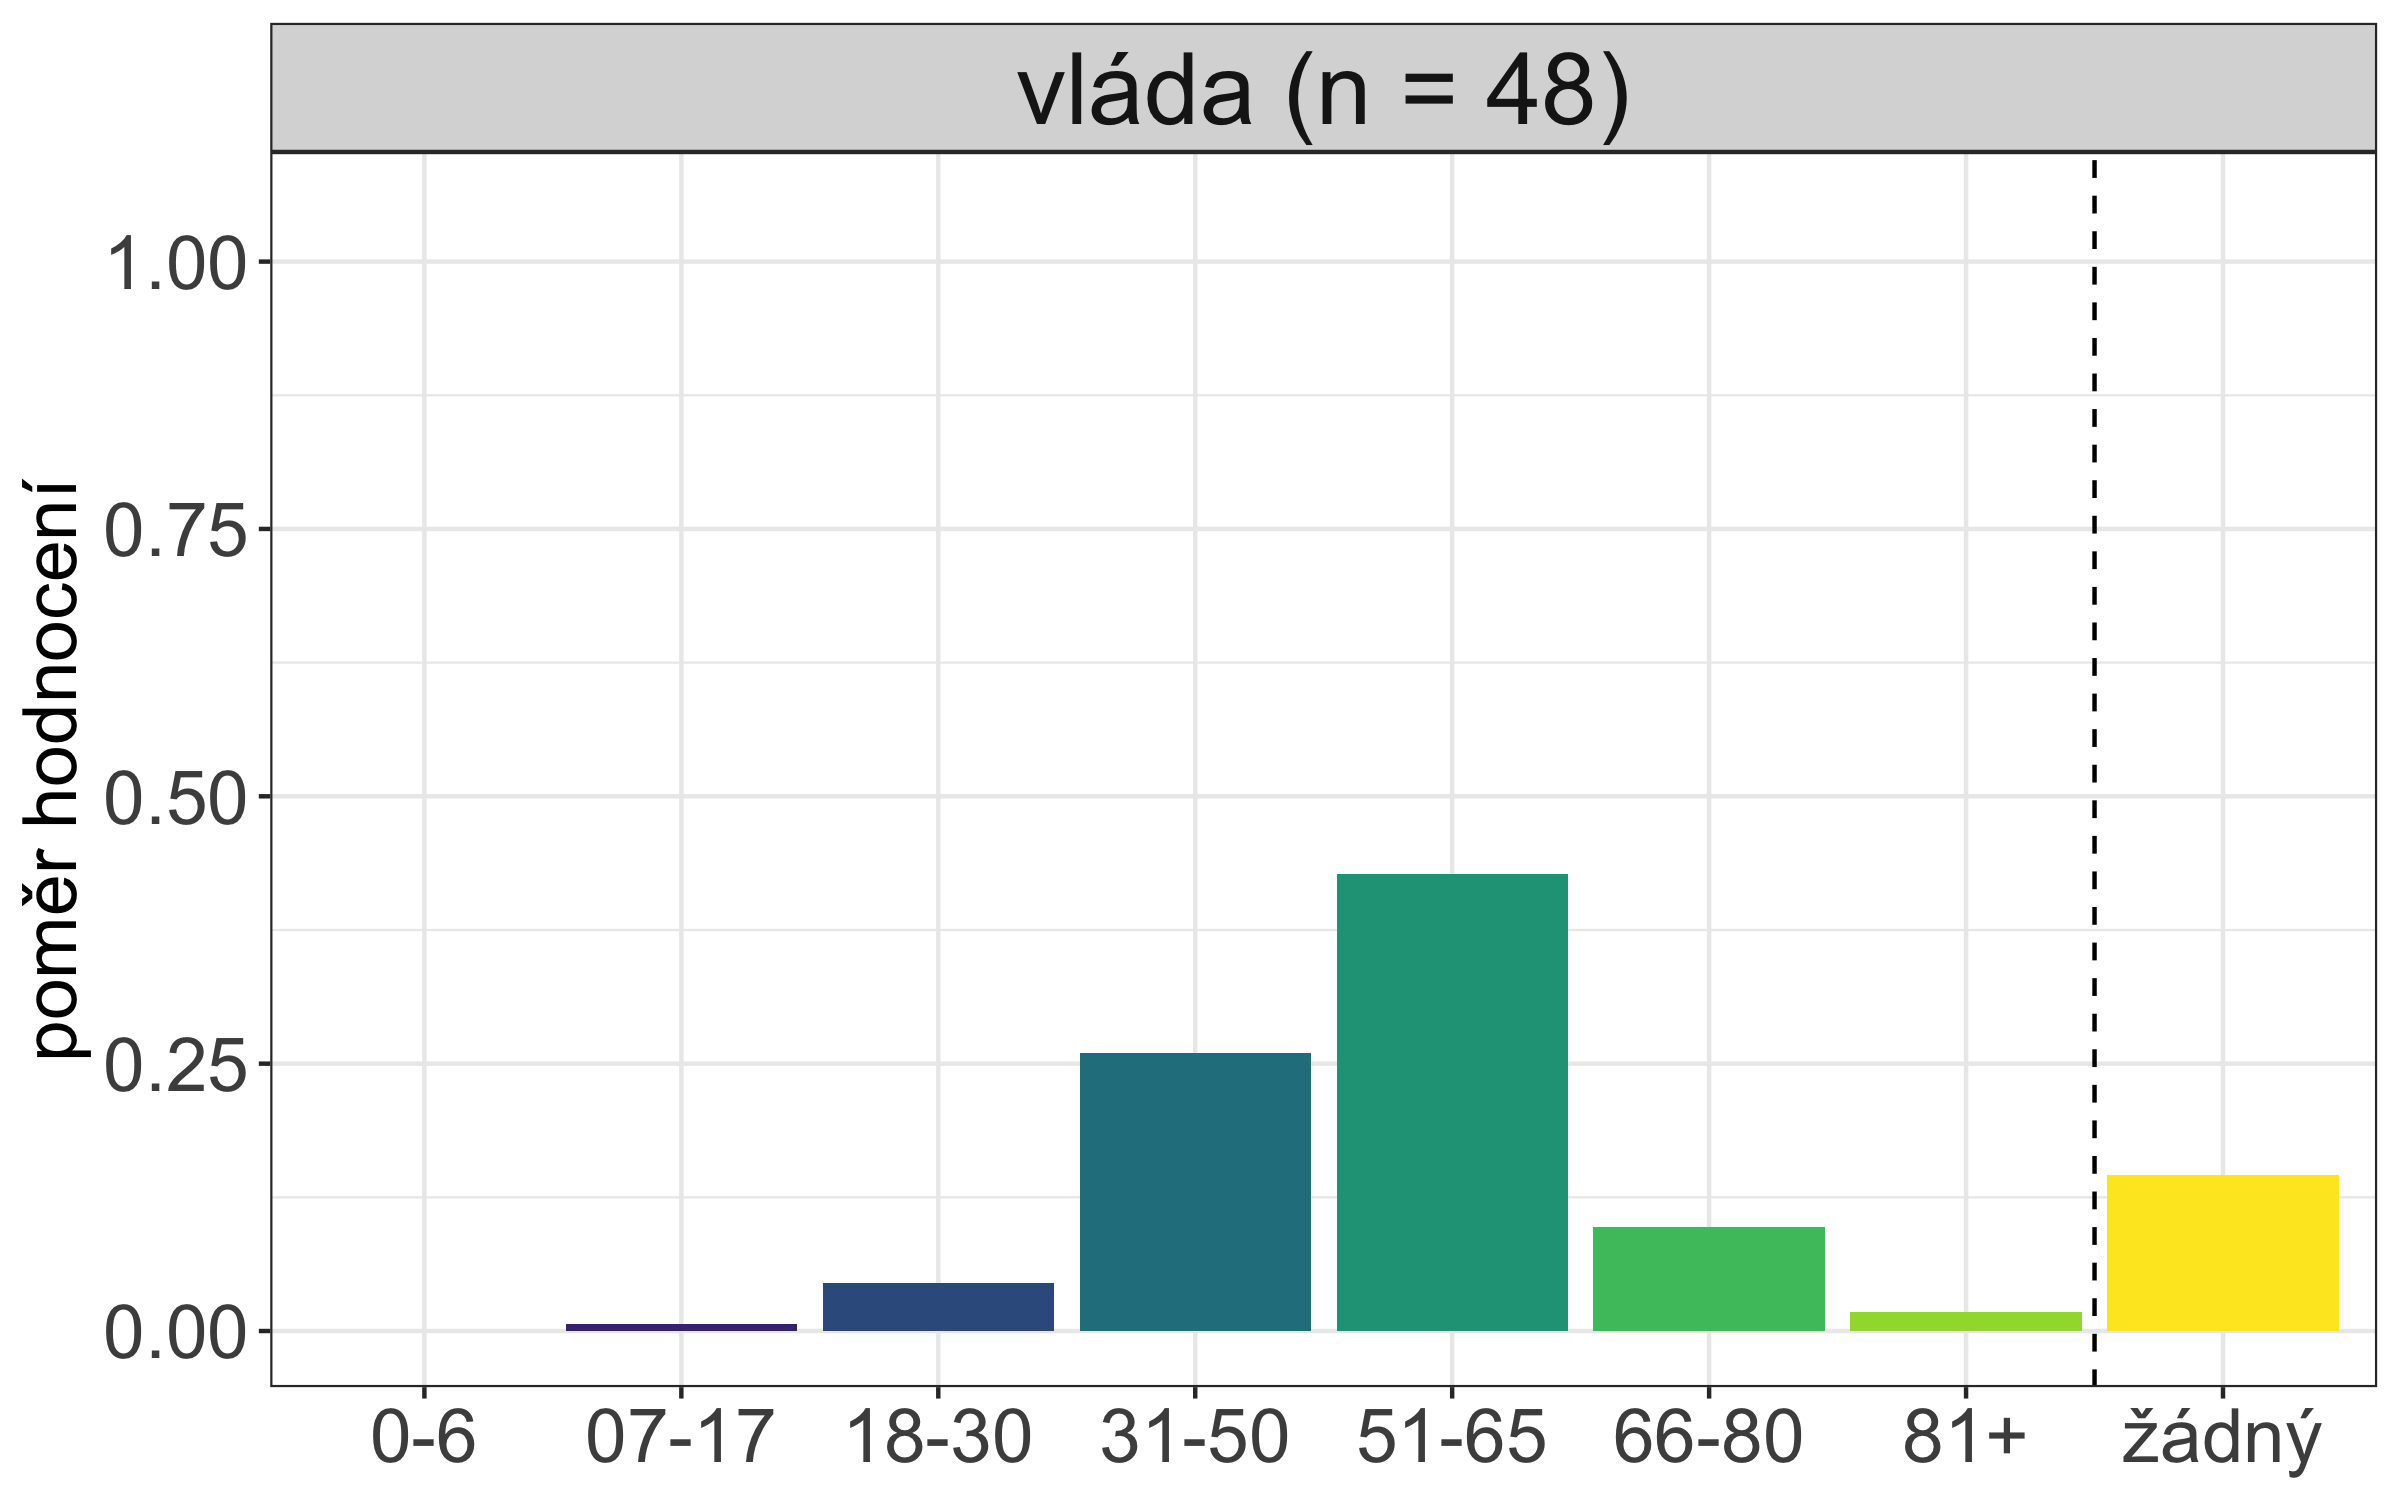 vláda (n = 48)
poměr hodnocení
1.00
0.75
0.50
0.25
0.00
0-6 07-17 18-30 31-50 51-65 66-80 81+ žádný